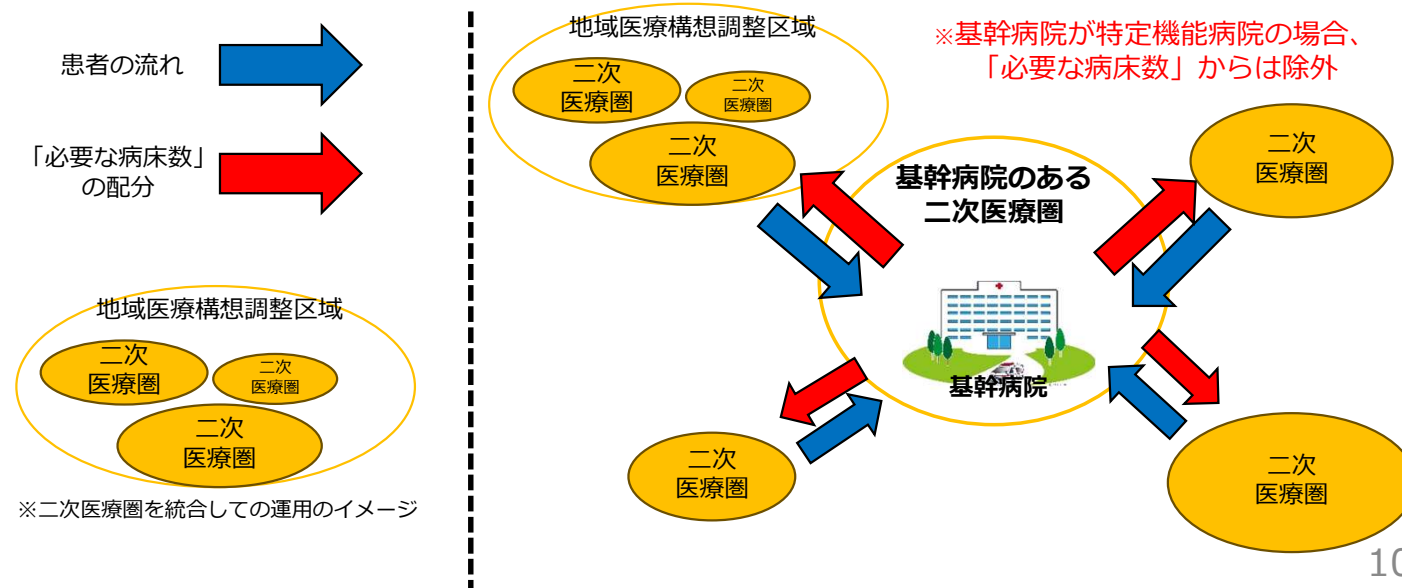 患者の流れ
「必要な病床数」
の配分
地域医療構想調整区域
二次
医療圏
二次
医療圏
二次
医療圏
※二次医療圏を統合しての運用のイメージ
地域医療構想調整区域
二次
医療圏
二次
医療圏
二次
医療圏
※基幹病院が特定機能病院の場合、
「必要な病床数」からは除外
基幹病院のある
二次医療圏
二次
医療圏
基幹病院
二次
医療圏
二次
医療圏
10